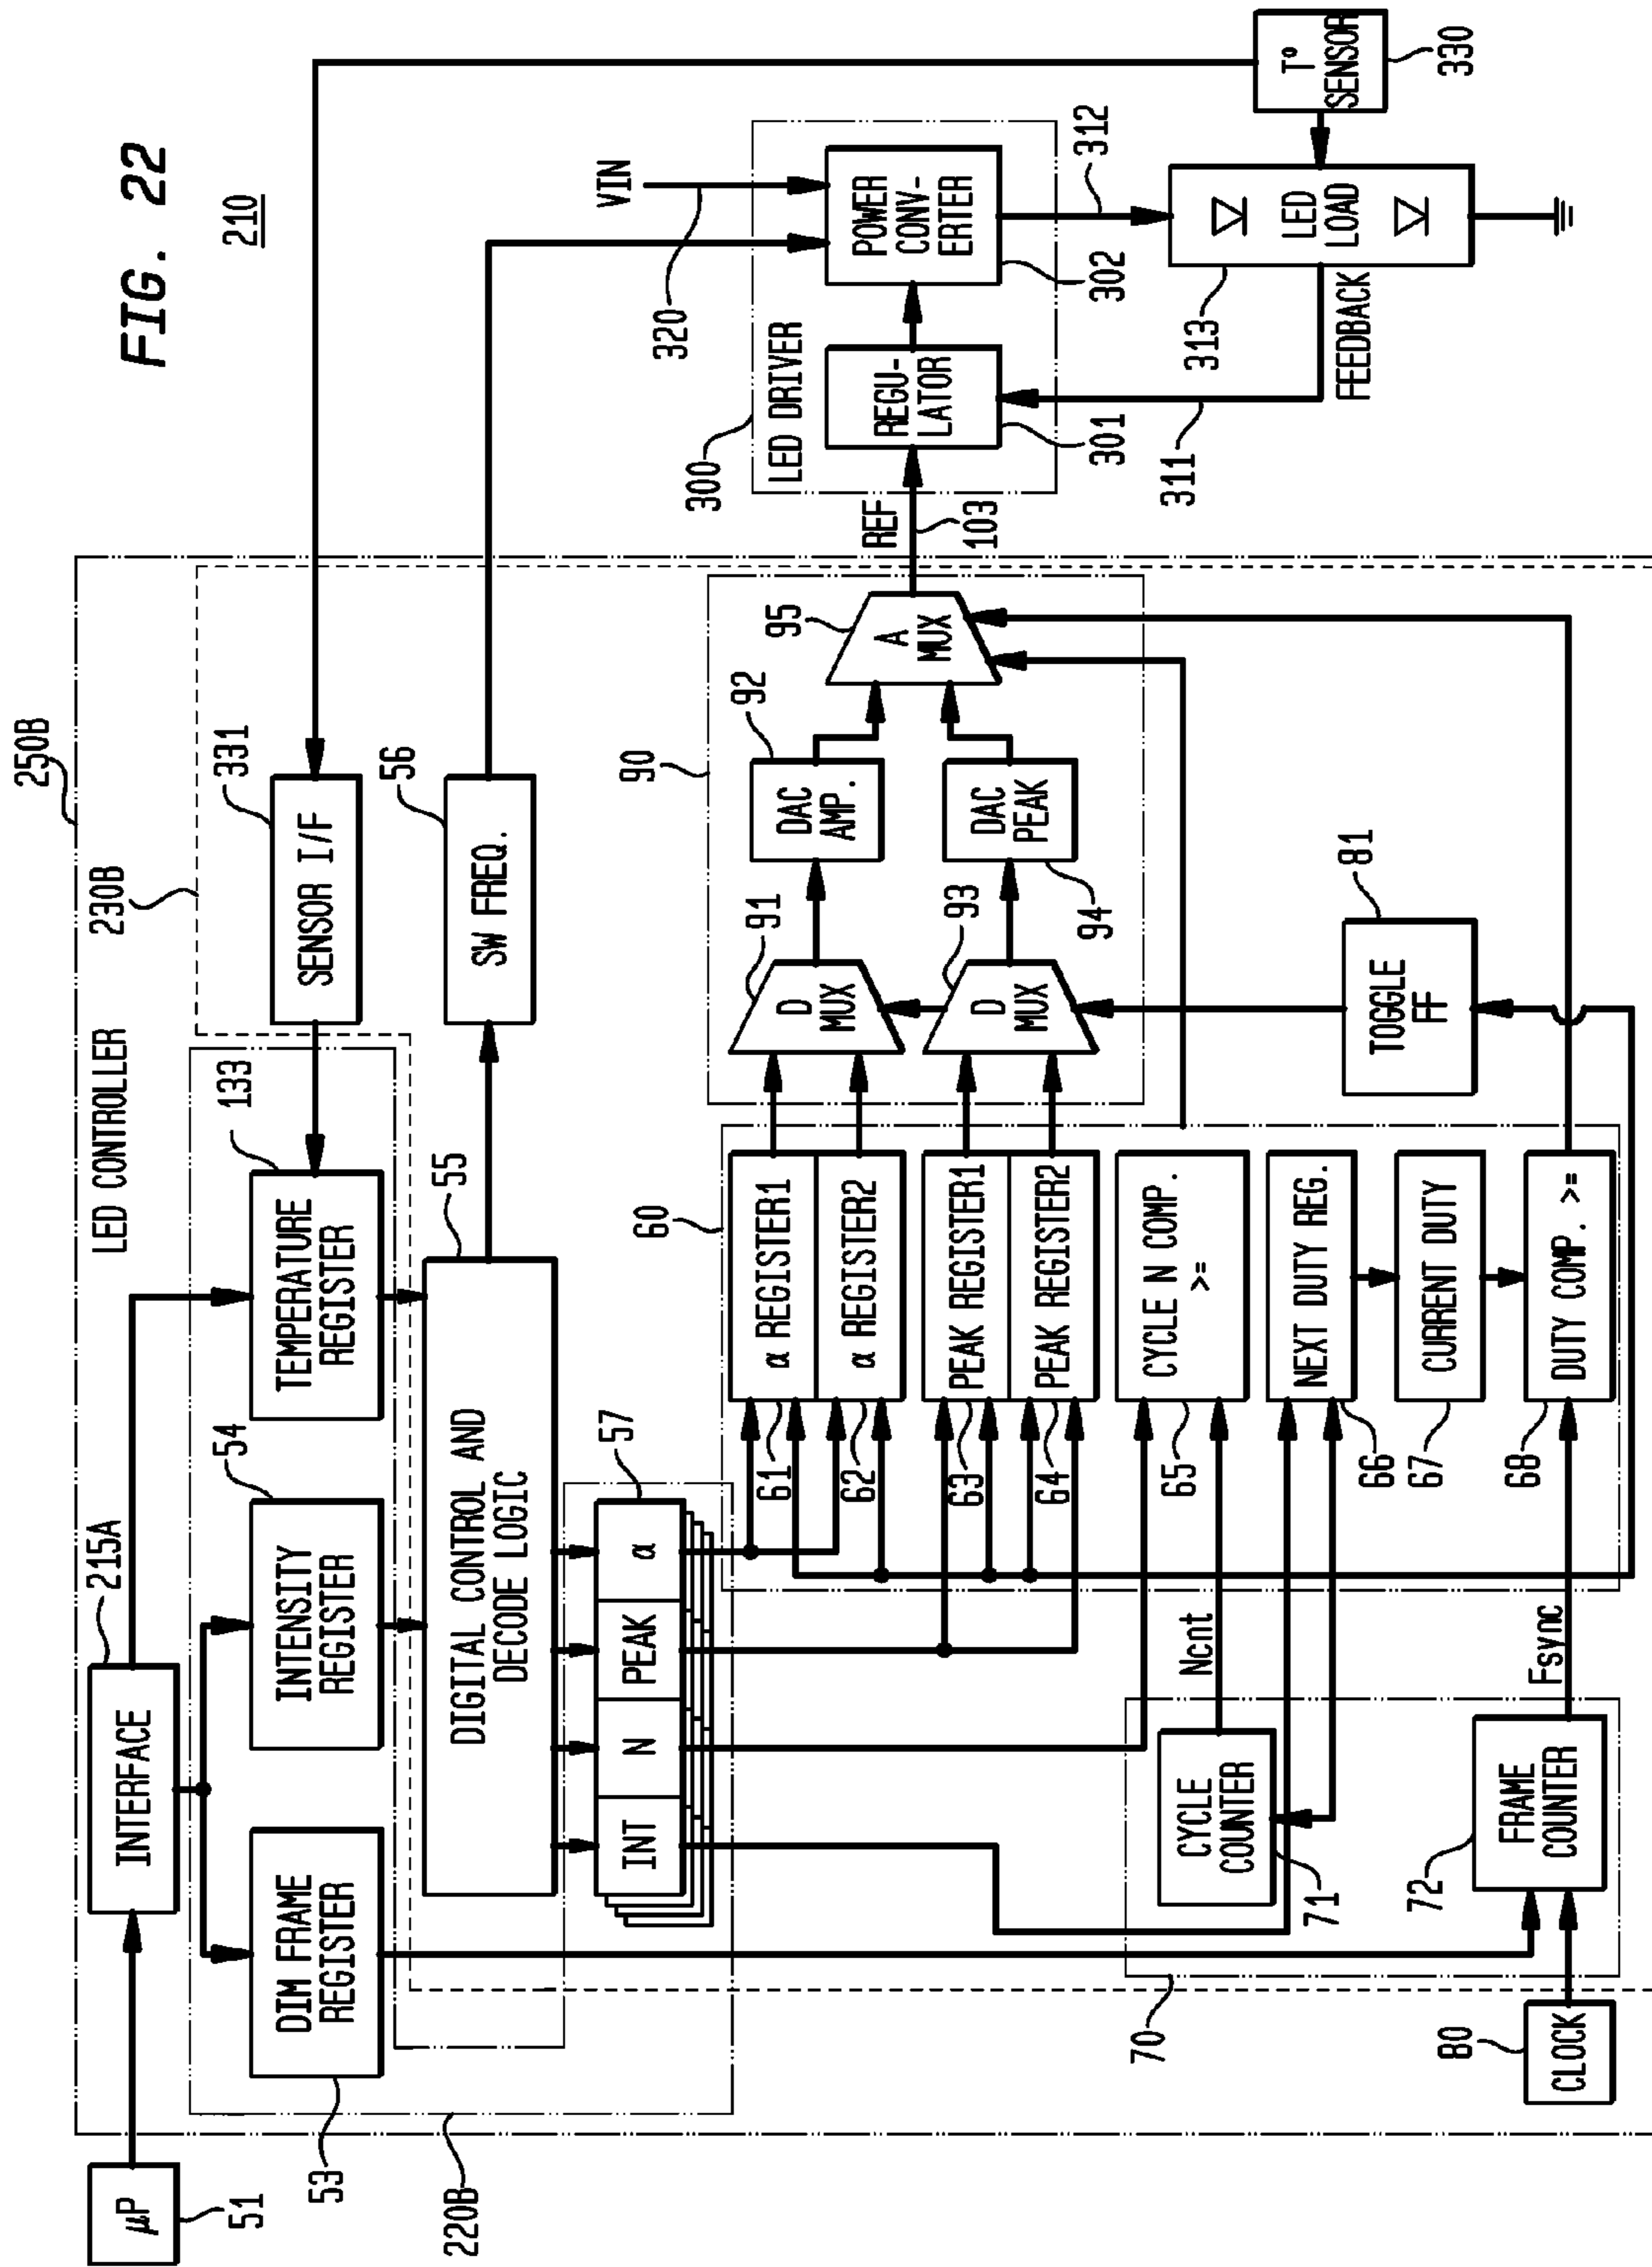 FIG. 22
210
μP
51
LED CONTROLLER
250B
230B
220B
INTERFACE
215A
DIM FRAME
REGISTER
53
INTENSITY
REGISTER
54
TEMPERATURE
REGISTER
133
SENSOR I/F
331
DIGITAL CONTROL AND
DECODE LOGIC
55
SW FREQ.
56
INT
N
PEAK
α
57
60
α REGISTER1
61
α REGISTER2
62
PEAK REGISTER1
63
PEAK REGISTER2
64
CYCLE N COMP.
>=
65
NEXT DUTY REG.
66
CURRENT DUTY
67
DUTY COMP. >=
68
70
CYCLE
COUNTER
71
Ncnt
FRAME
COUNTER
72
Fsync
CLOCK
80
TOGGLE
FF
81
90
D
MUX
91
DAC
AMP.
92
D
MUX
93
DAC
PEAK
94
A
MUX
95
REF
103
LED DRIVER
300
REGU-
LATOR
301
POWER
CONV-
ERTER
302
VIN
320
311
312
FEEDBACK
LED
LOAD
313
T°
SENSOR
330